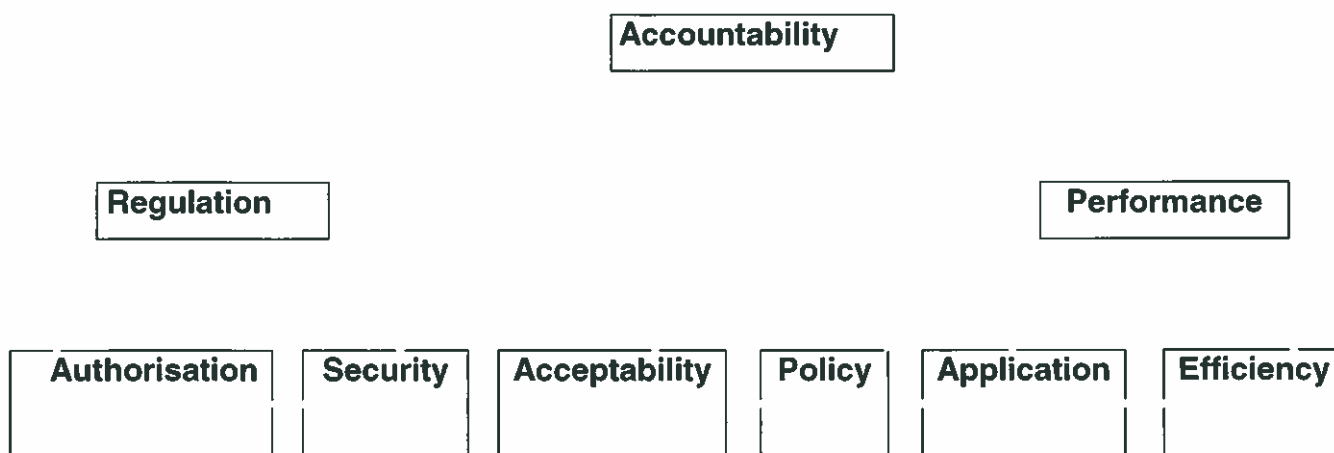 Accountability
Regulation
Performance
Authorisation Security Acceptability Policy Application Efficiency